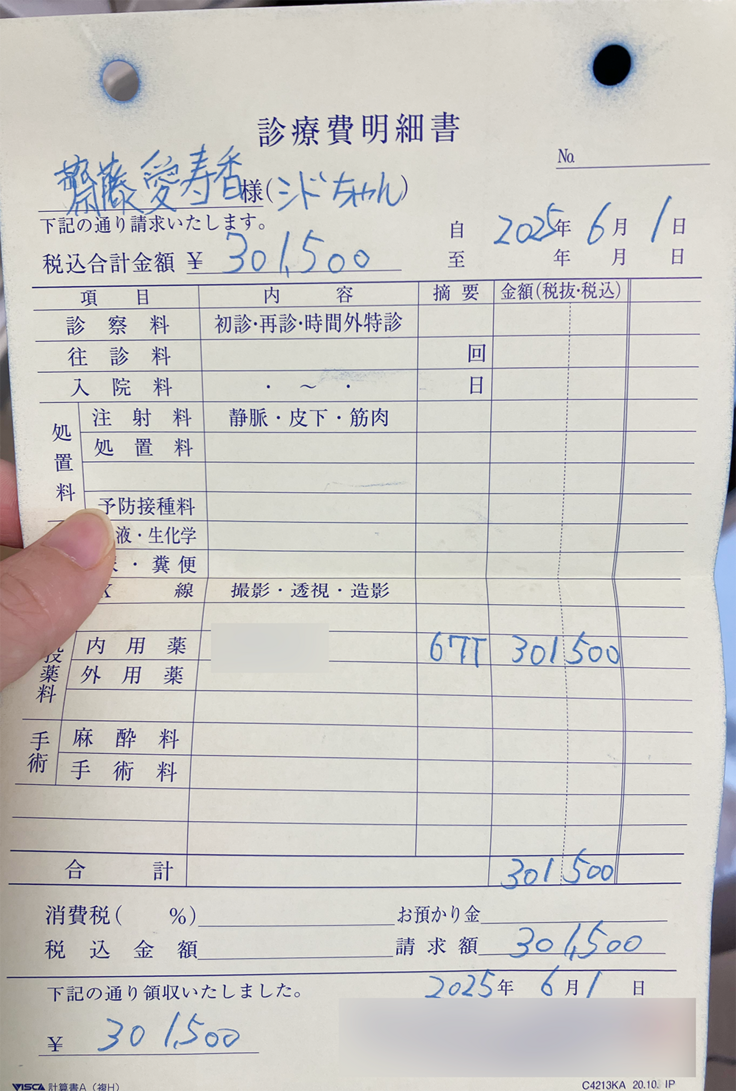 診療費明細書
No.
齋藤愛寿香様(シドちゃん)
下記の通り請求いたします。
自 2025年 6月 1日
税込合計金額 ¥ 301,500
至 年 月 日
項目 内容 摘要 金額(税抜・税込)
診察料 初診・再診・時間外特診
往診料 回
入院料 ・ ～ ・ 日
処置料
注射料 静脈・皮下・筋肉
処置料
予防接種料
液・生化学
・糞便
線 撮影・透視・造影
投薬料
内用薬 67T 301500
外用薬
手術
麻酔料
手術料
合計 301500
消費税( %) お預かり金
税込金額 請求額 301,500
下記の通り領収いたしました。 2025年 6月 1日
¥ 301,500
VISCA 計算書A(複H) C4213KA 20.10. IP